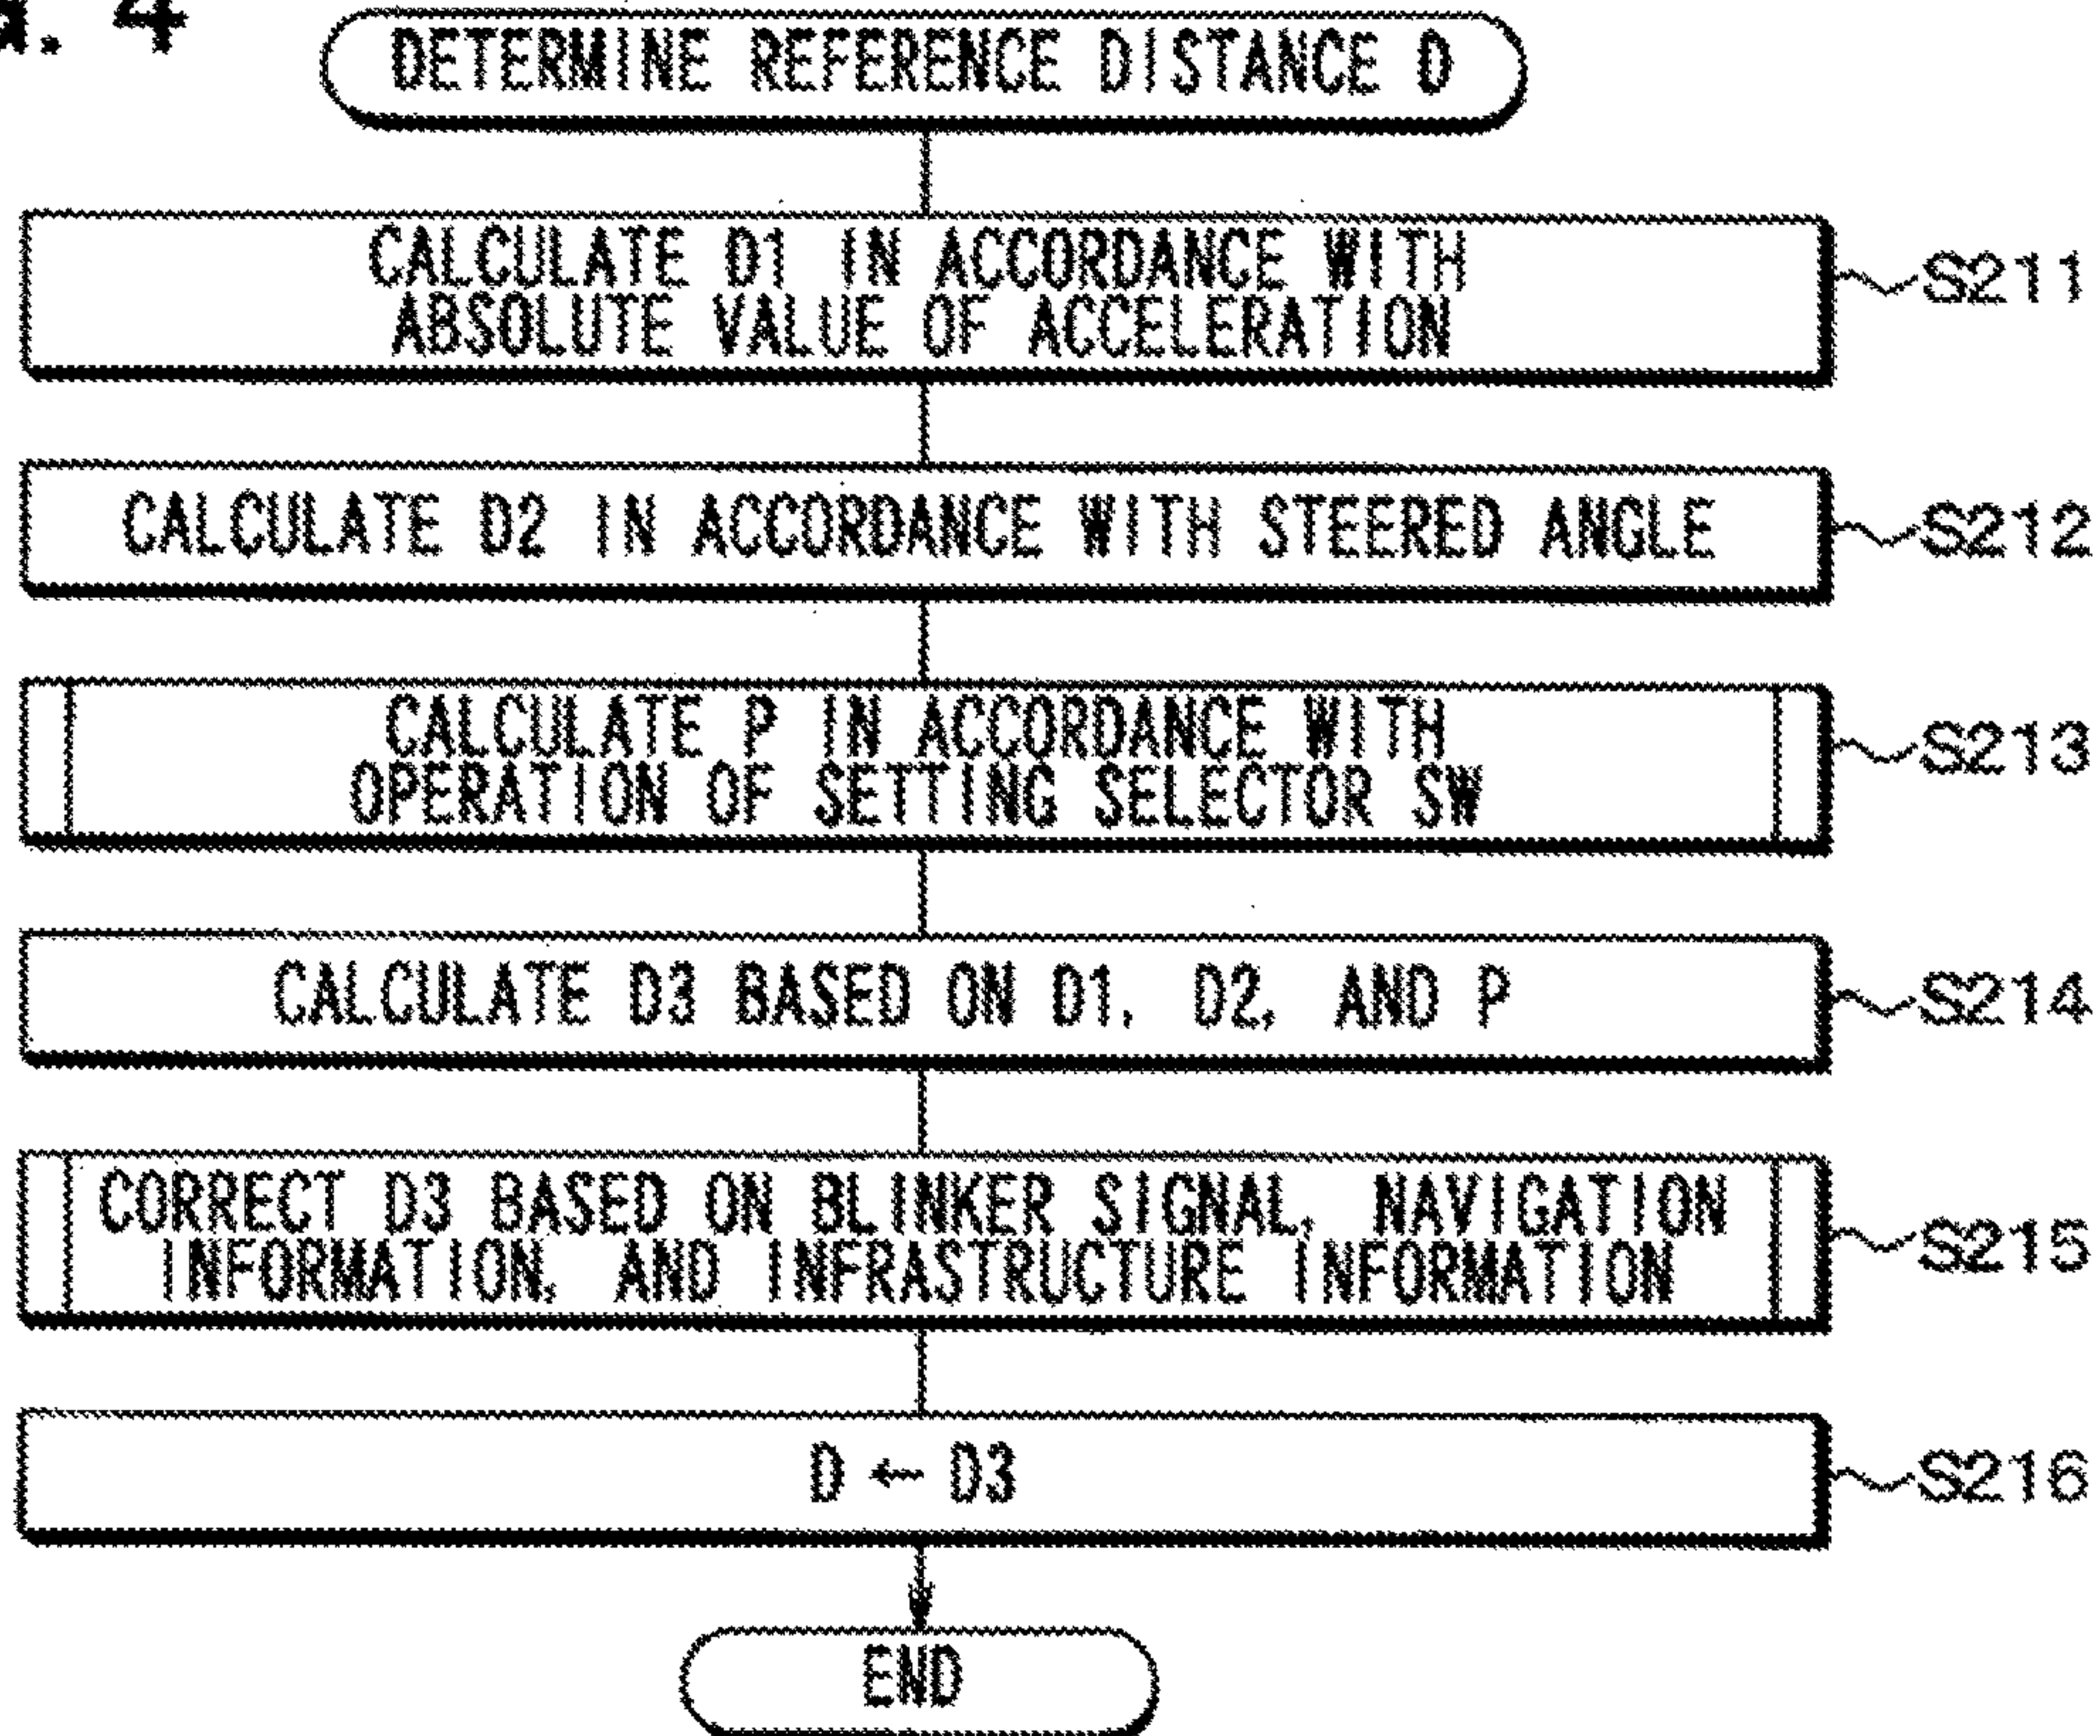 . 4
DETERMINE REFERENCE DISTANCE D
CALCULATE D1 IN ACCORDANCE WITH
ABSOLUTE VALUE OF ACCELERATION
S211
CALCULATE D2 IN ACCORDANCE WITH STEERED ANGLE
S212
CALCULATE P IN ACCORDANCE WITH
OPERATION OF SETTING SELECTOR SW
S213
CALCULATE D3 BASED ON D1, D2, AND P
S214
CORRECT D3 BASED ON BLINKER SIGNAL, NAVIGATION
INFORMATION, AND INFRASTRUCTURE INFORMATION
S215
D ← D3
S216
END